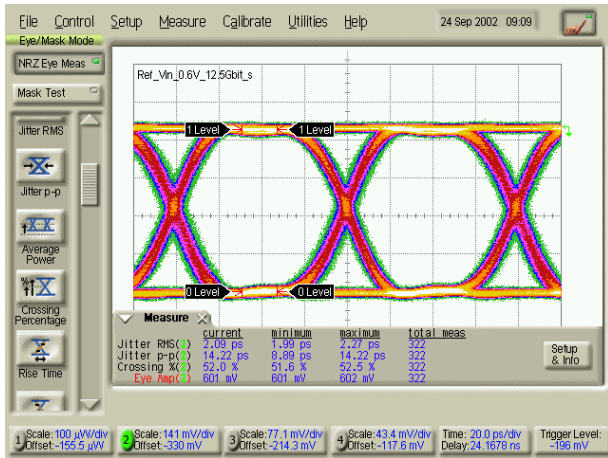 File Control Setup Measure Calibrate Utilities Help 24 Sep 2002 09:09
Eye/Mask Mode
NRZ Eye Meas
Mask Test
Jitter RMS
Jitter p-p
Average
Power
Crossing
Percentage
Rise Time
Ref_Vin_0.6V_12.5Gbit_s
1 Level 1 Level
0 Level 0 Level
Measure
current minimum maximum total meas
Jitter RMS(2) 2.09 ps 1.99 ps 2.27 ps 322
Jitter p-p(2) 14.22 ps 8.89 ps 14.22 ps 322
Crossing %(2) 52.0 % 51.6 % 52.5 % 322
Eye Amp(2) 601 mV 601 mV 602 mV 322
Setup
& Info
1 Scale: 100 µW/div
Offset: -155.5 µW
2 Scale: 141 mV/div
Offset: -330 mV
3 Scale: 77.1 mV/div
Offset: -214.3 mV
4 Scale: 43.4 mV/div
Offset: -117.6 mV
Time: 20.0 ps/div
Delay: 24.1678 ns
Trigger Level:
-196 mV